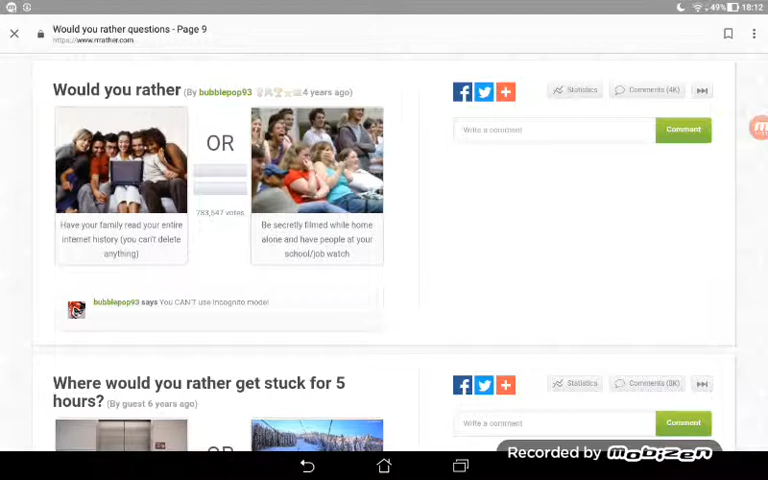 49% 18:12
Would you rather questions - Page 9
https://www.rrrather.com
Would you rather (By bubblepop93 4 years ago)
Statistics
Comments (4K)
OR
Write a comment
Comment
783,647 votes
Have your family read your entire
internet history (you can't delete
anything)
Be secretly filmed while home
alone and have people at your
school/job watch
bubblepop93 says You CAN'T use incognito mode!
Where would you rather get stuck for 5
hours? (By guest 6 years ago)
Statistics
Comments (8K)
Write a comment
Comment
OR
Recorded by Mobizen